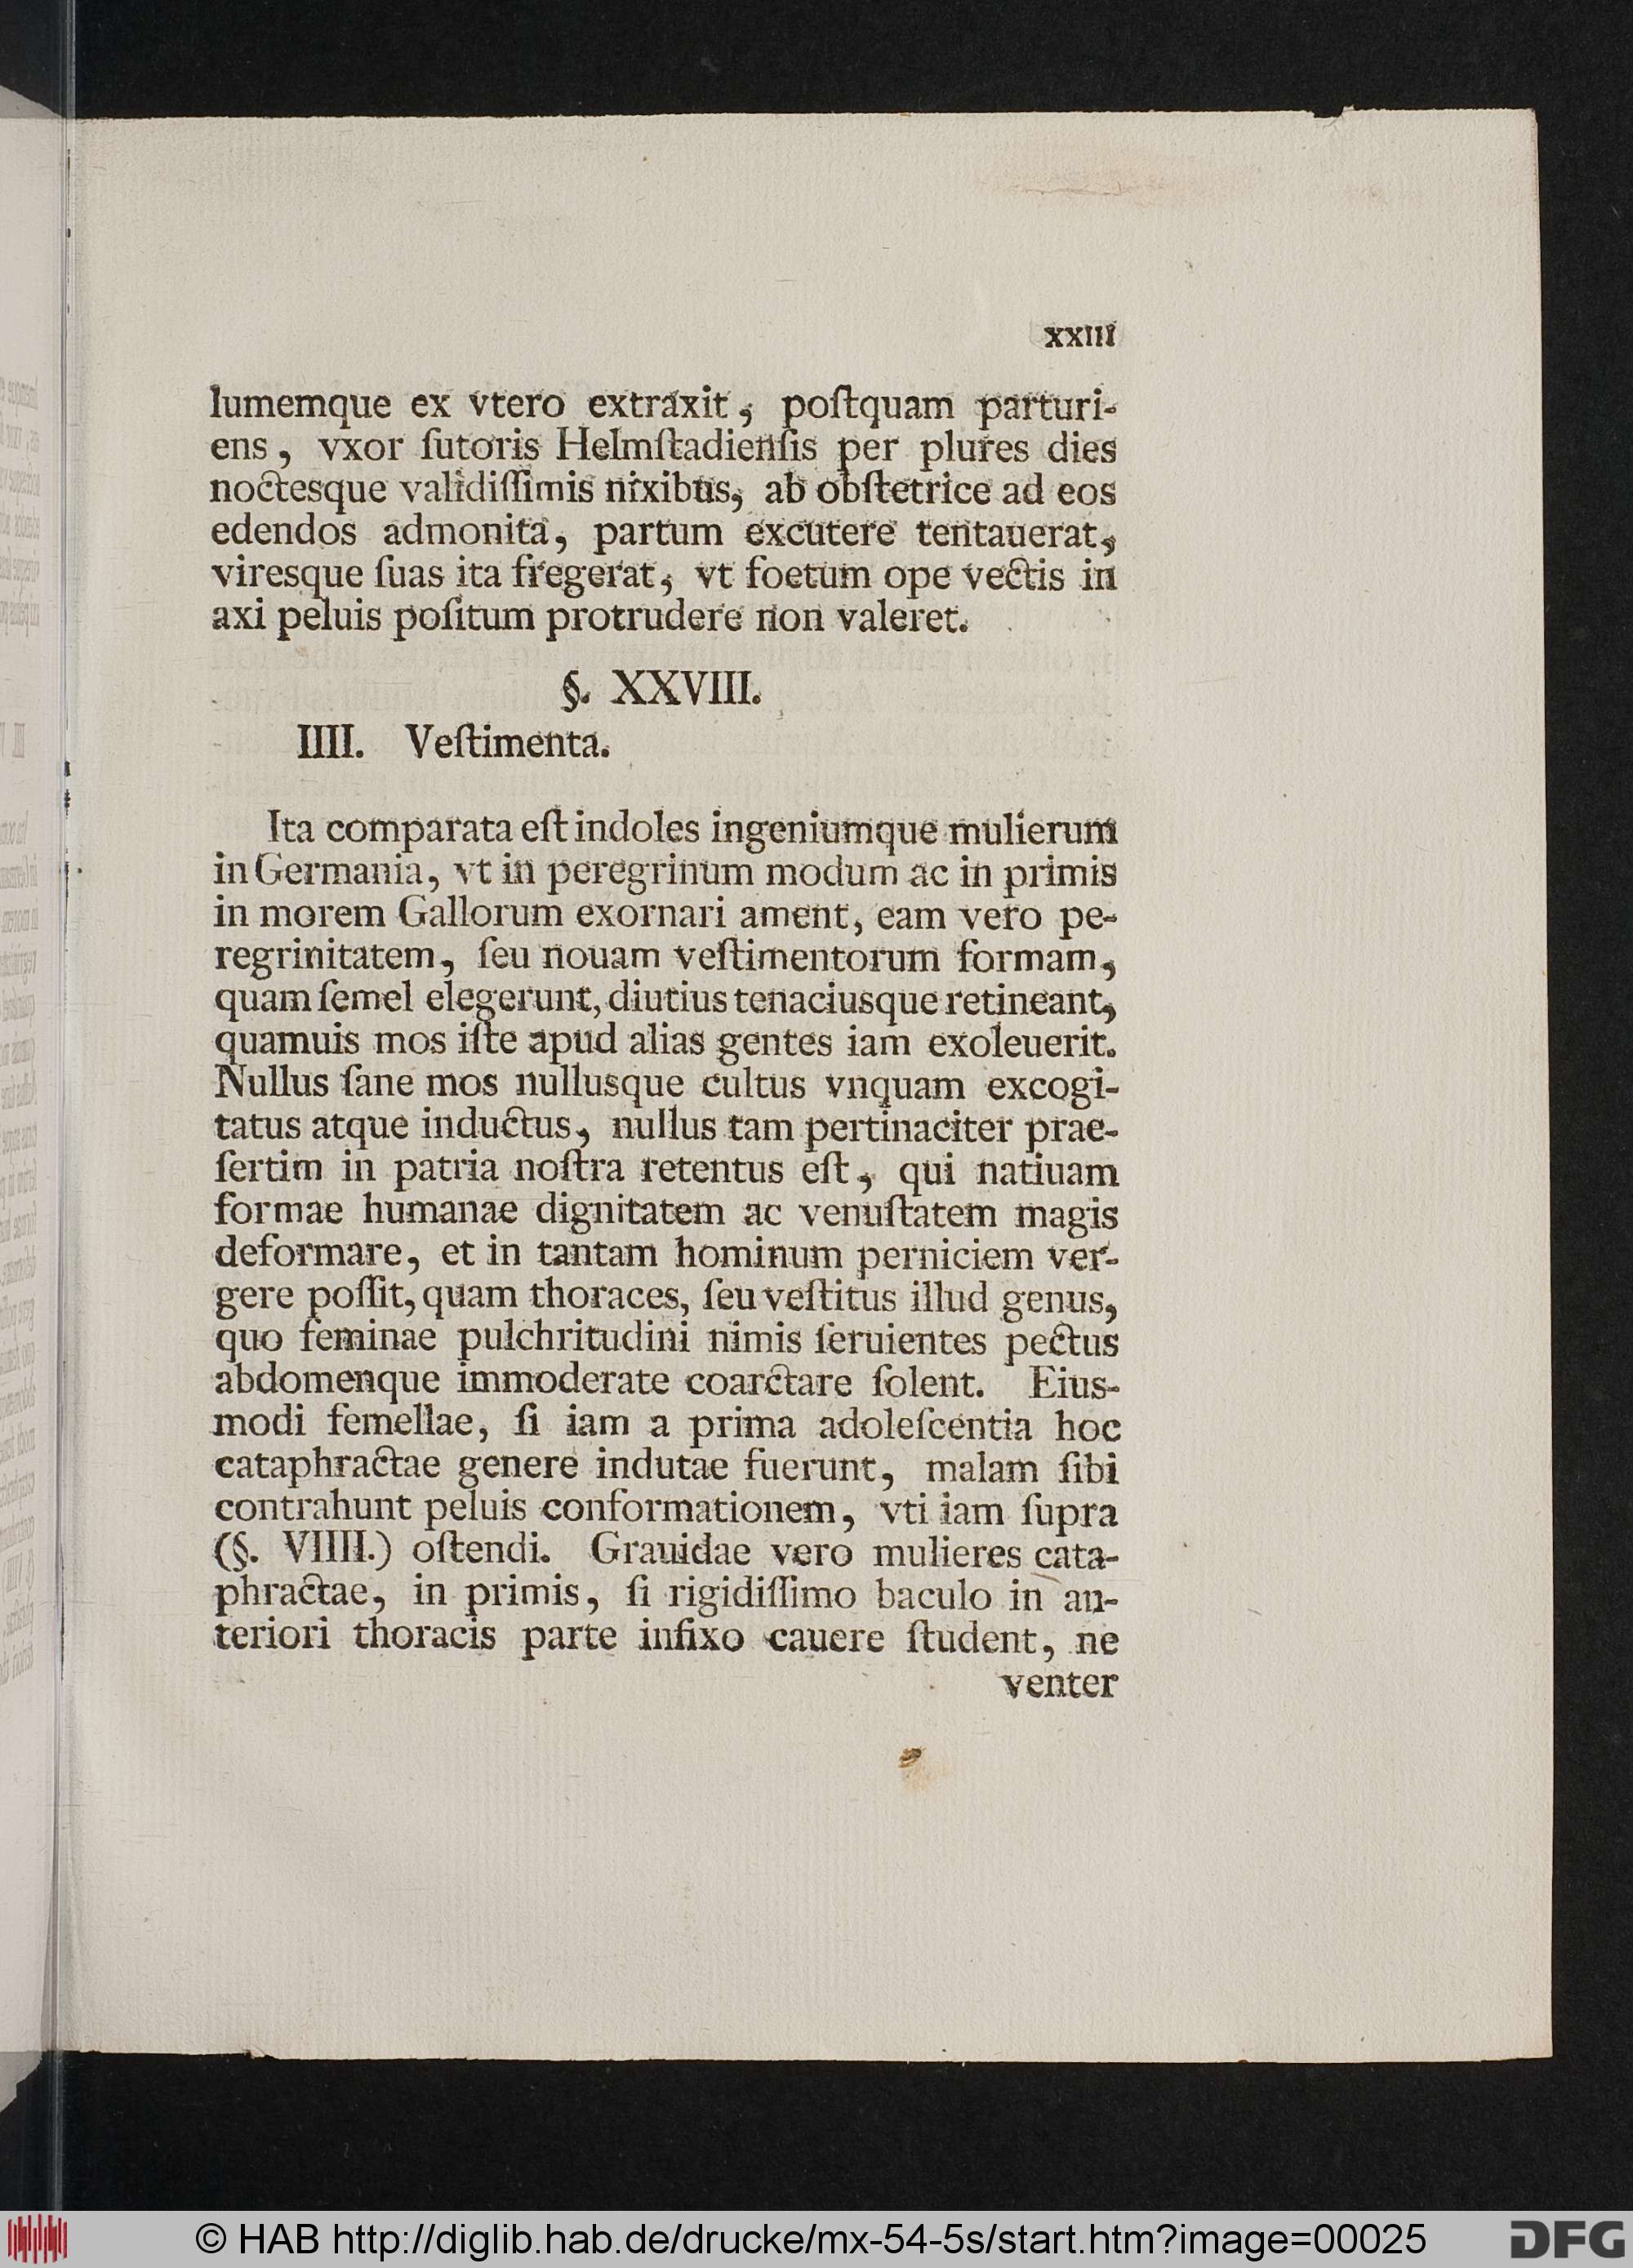 XXIII
lumemque ex vtero extraxit, poſtquam parturi-
ens, vxor ſutoris Helmſtadienſis per plures dies
noctesque validiſſimis nixibus, ab obſtetrice ad eos
edendos admonita, partum excutere tentauerat,
viresque ſuas ita fregerat, vt foetum ope vectis in
axi peluis poſitum protrudere non valeret.
§. XXVIII.
IIII. Veſtimenta.
Ita comparata eſt indoles ingeniumque mulierum
in Germania, vt in peregrinum modum ac in primis
in morem Gallorum exornari ament, eam vero pe-
regrinitatem, ſeu nouam veſtimentorum formam,
quam ſemel elegerunt, diutius tenaciusque retineant,
quamuis mos iſte apud alias gentes iam exoleuerit.
Nullus ſane mos nullusque cultus vnquam excogi-
tatus atque inductus, nullus tam pertinaciter prae-
ſertim in patria noſtra retentus eſt, qui natiuam
formae humanae dignitatem ac venuſtatem magis
deformare, et in tantam hominum perniciem ver-
gere poſſit, quam thoraces, ſeu veſtitus illud genus,
quo feminae pulchritudini nimis ſeruientes pectus
abdomenque immoderate coarctare ſolent. Eius-
modi femellae, ſi iam a prima adoleſcentia hoc
cataphractae genere indutae fuerunt, malam ſibi
contrahunt peluis conformationem, vti iam ſupra
(§. VIIII.) oſtendi. Grauidae vero mulieres cata-
phractae, in primis, ſi rigidiſſimo baculo in an-
teriori thoracis parte infixo cauere ſtudent, ne
venter
© HAB http://diglib.hab.de/drucke/mx-54-5s/start.htm?image=00025
DFG